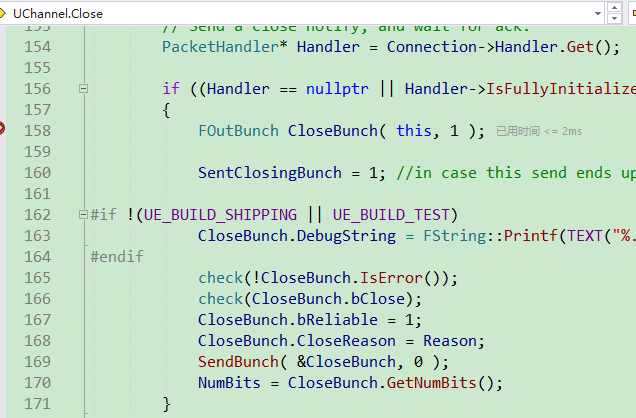 UChannel.Close
153 // Send a close notify, and wait for ack.
154 PacketHandler* Handler = Connection->Handler.Get();
155
156 if ((Handler == nullptr || Handler->IsFullyInitialize
157 {
158 FOutBunch CloseBunch( this, 1 ); 已用时间 <= 2ms
159
160 SentClosingBunch = 1; //in case this send ends up
161
162 #if !(UE_BUILD_SHIPPING || UE_BUILD_TEST)
163 CloseBunch.DebugString = FString::Printf(TEXT("%.
164 #endif
165 check(!CloseBunch.IsError());
166 check(CloseBunch.bClose);
167 CloseBunch.bReliable = 1;
168 CloseBunch.CloseReason = Reason;
169 SendBunch( &CloseBunch, 0 );
170 NumBits = CloseBunch.GetNumBits();
171 }